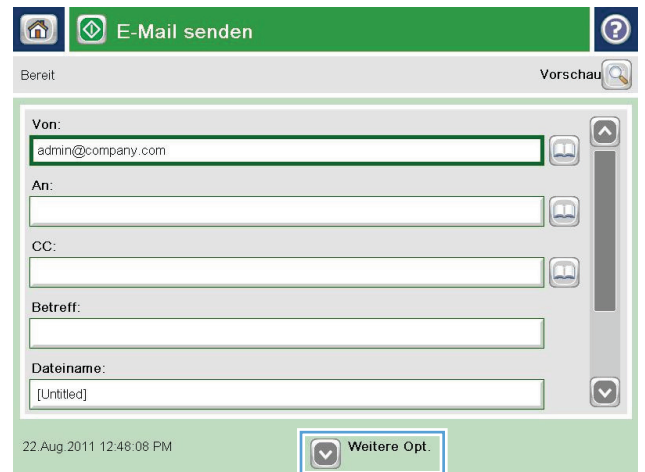 E-Mail senden
Bereit
Vorschau
Von:
admin@company.com
An:
CC:
Betreff:
Dateiname:
[Untitled]
22.Aug.2011 12:48:08 PM
Weitere Opt.